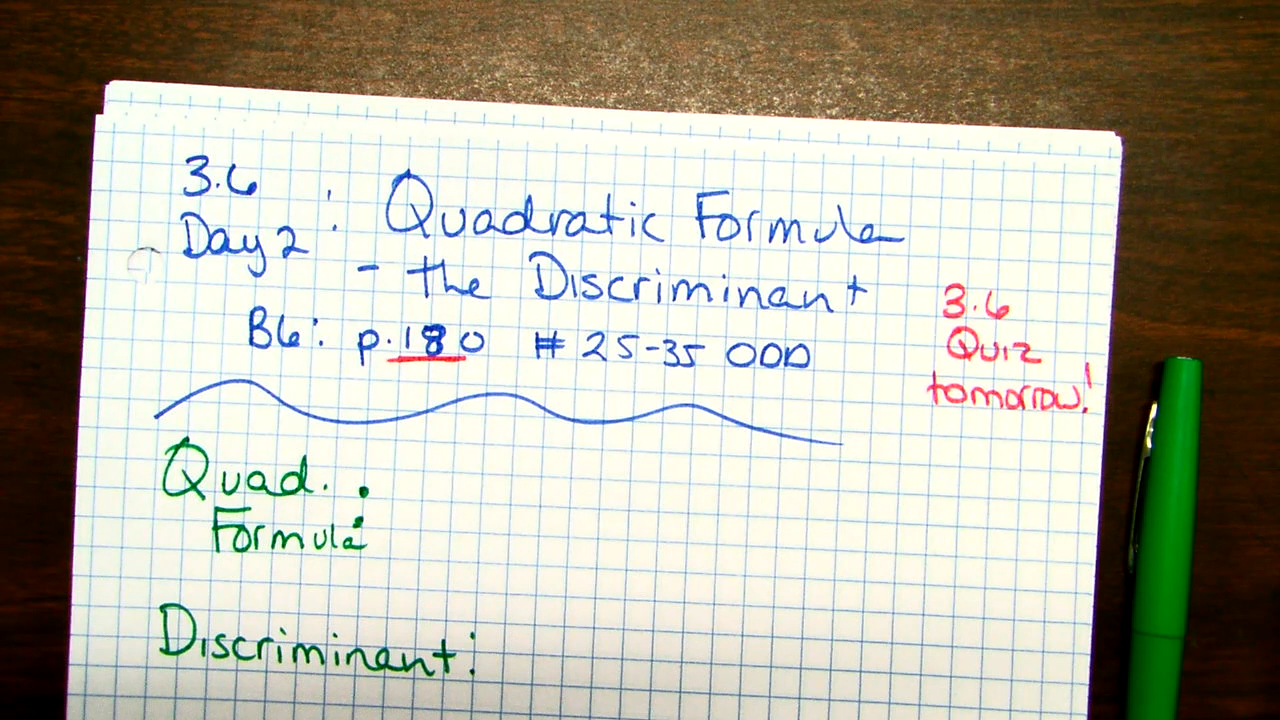 3.6
Day 2 : Quadratic Formula
- the Discriminant
B6: p.180 # 25-35 ODD
3.6
Quiz
tomorrow!
Quad. :
Formula
Discriminant: